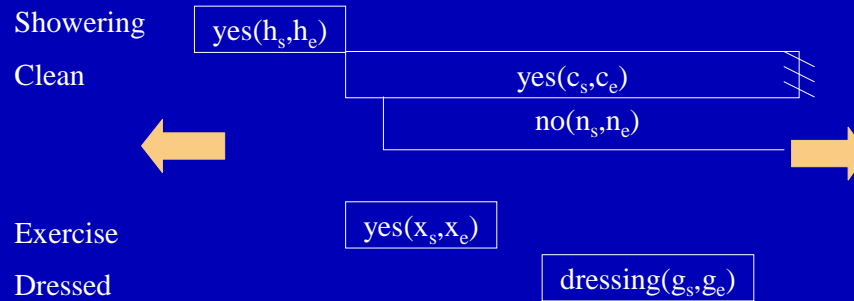 Showering yes(hₛ,hₑ)
Clean yes(cₛ,cₑ)
no(nₛ,nₑ)
Exercise yes(xₛ,xₑ)
Dressed dressing(gₛ,gₑ)